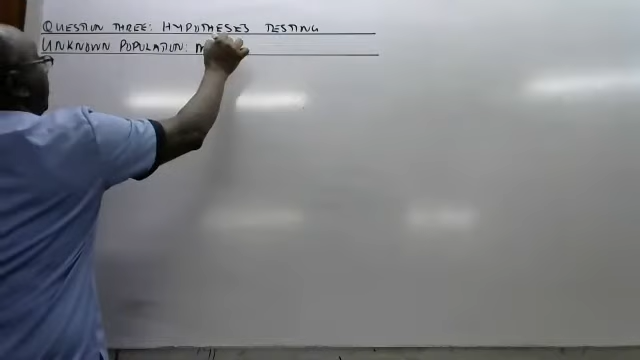 QUESTION THREE: HYPOTHESES TESTING
UNKNOWN POPULATION: